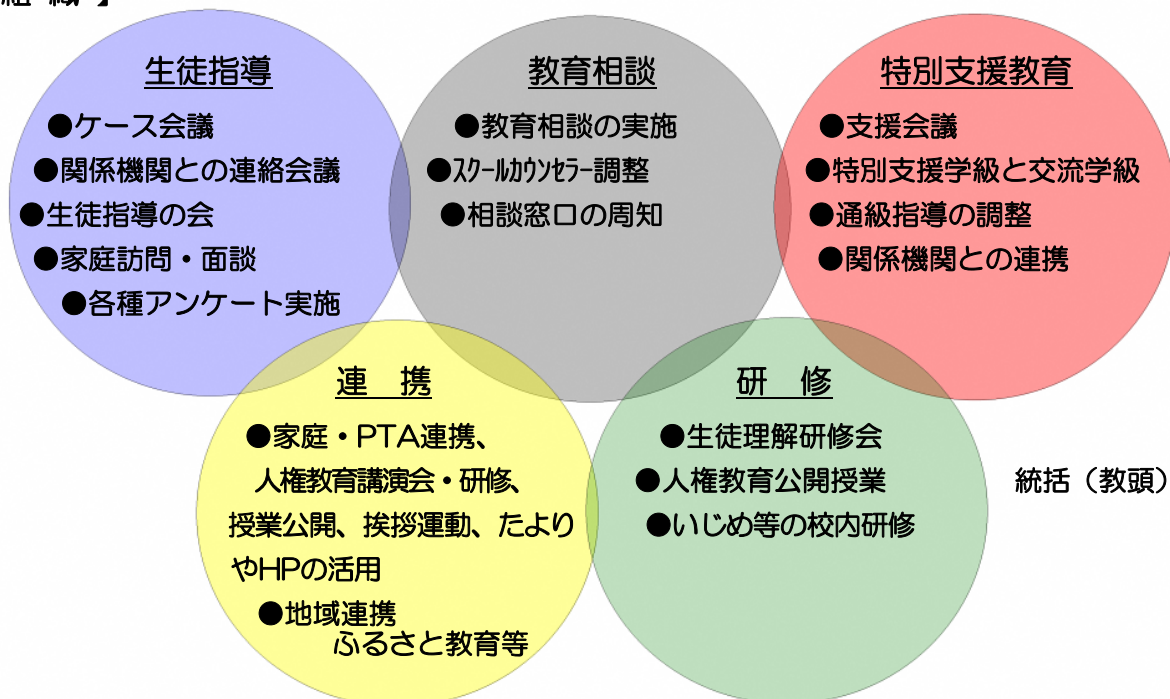 組 織 】
生徒指導
●ケース会議
●関係機関との連絡会議
●生徒指導の会
●家庭訪問・面談
●各種アンケート実施
教育相談
●教育相談の実施
●ｽｸｰﾙｶｳﾝｾﾗｰ調整
●相談窓口の周知
特別支援教育
●支援会議
●特別支援学級と交流学級
●通級指導の調整
●関係機関との連携
連　携
●家庭・PTA連携、
人権教育講演会・研修、
授業公開、挨拶運動、たより
やHPの活用
●地域連携
ふるさと教育等
研　修
●生徒理解研修会
●人権教育公開授業
●いじめ等の校内研修
統括（教頭）